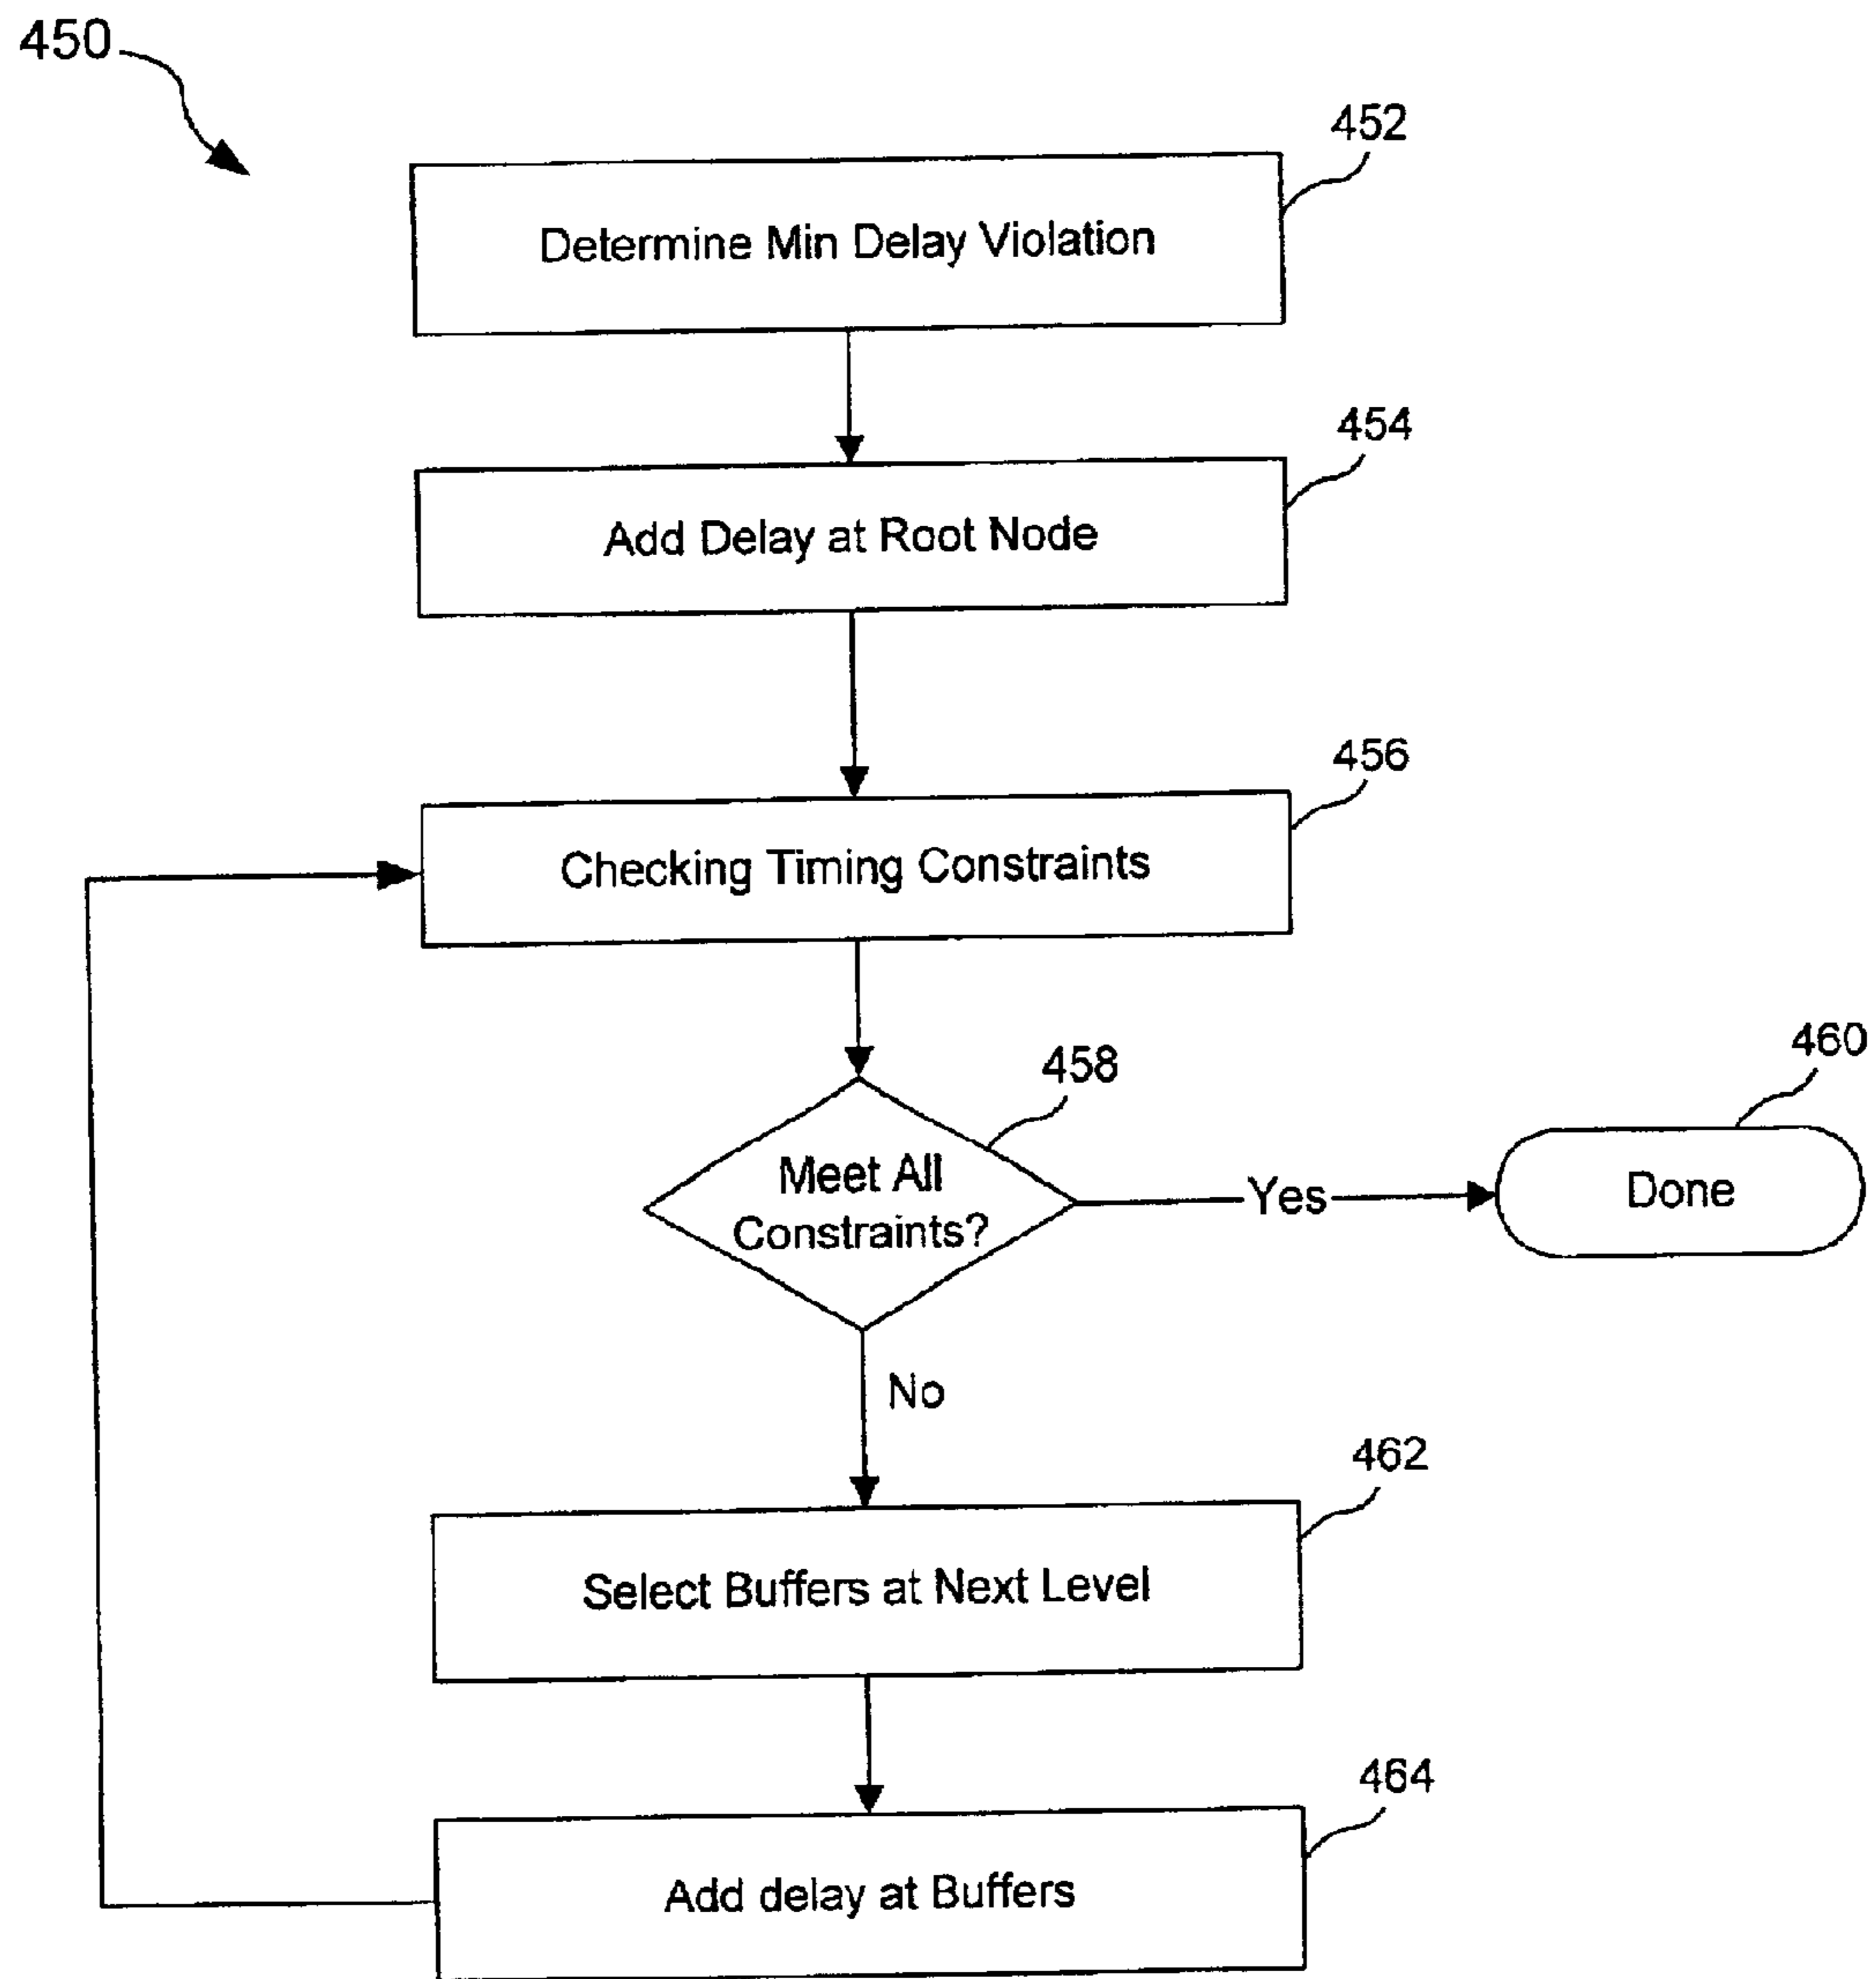 450
452
Determine Min Delay Violation
454
Add Delay at Root Node
456
Checking Timing Constraints
458
Meet All
Constraints?
Yes
460
Done
No
462
Select Buffers at Next Level
464
Add delay at Buffers